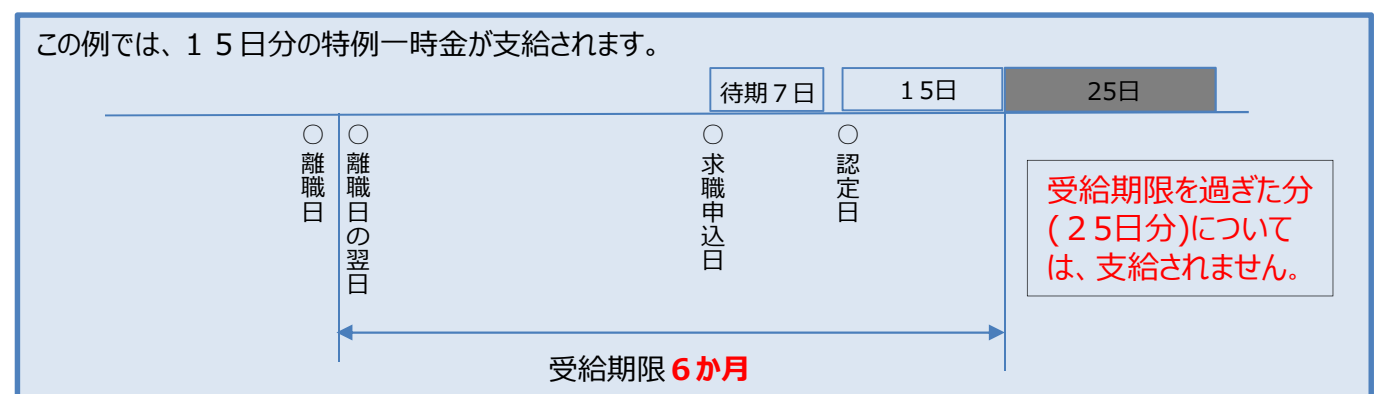 この例では、１５日分の特例一時金が支給されます。
待期７日
１5日
25日
○離職日
○離職日の翌日
○求職申込日
○認定日
受給期限を過ぎた分
(２5日分)について
は、支給されません。
受給期限６か月